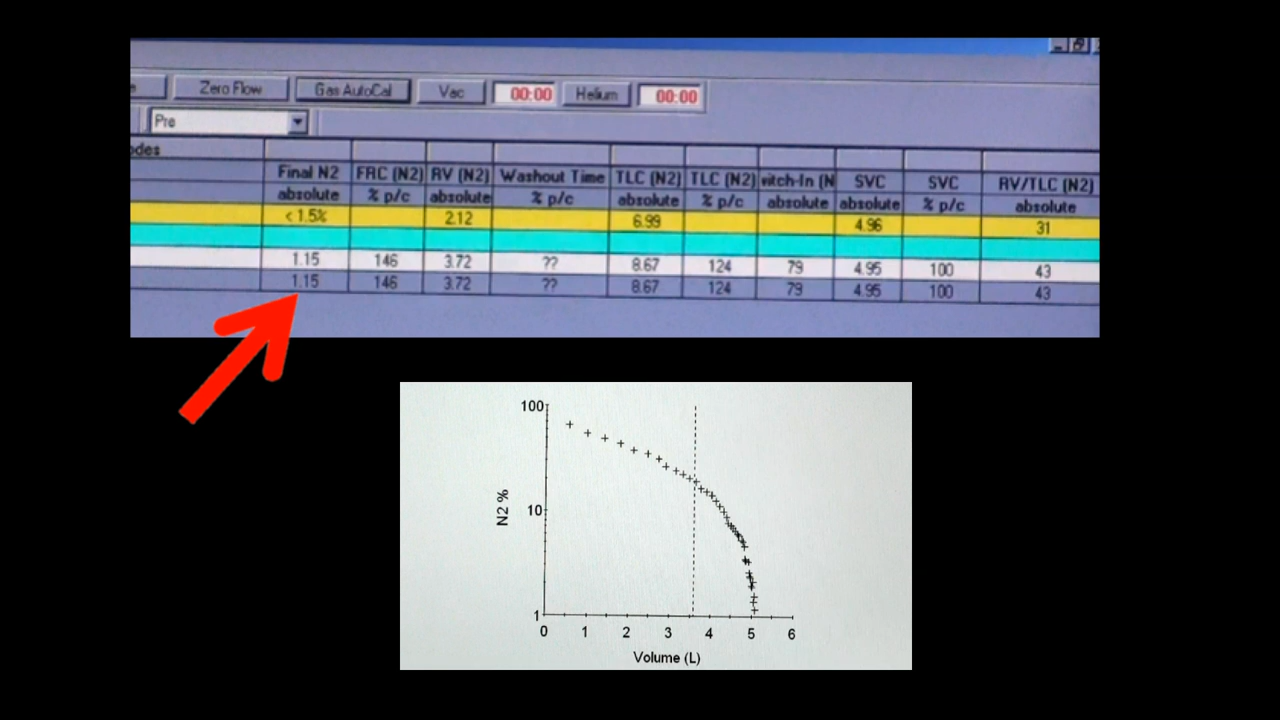 Zero Flow Gas AutoCal Vac 00:00 Helium 00:00
Pre
odes
Final N2 FRC (N2) RV (N2) Washout Time TLC (N2) TLC (N2) vitch-In (N SVC SVC RV/TLC (N2)
absolute % p/c absolute % p/c absolute % p/c absolute absolute % p/c absolute
<1.5% 2.12 6.99 4.96 31
1.15 146 3.72 ?? 8.67 124 79 4.95 100 43
1.15 146 3.72 ?? 8.67 124 79 4.95 100 43
100
10
1
N2 %
0 1 2 3 4 5 6
Volume (L)